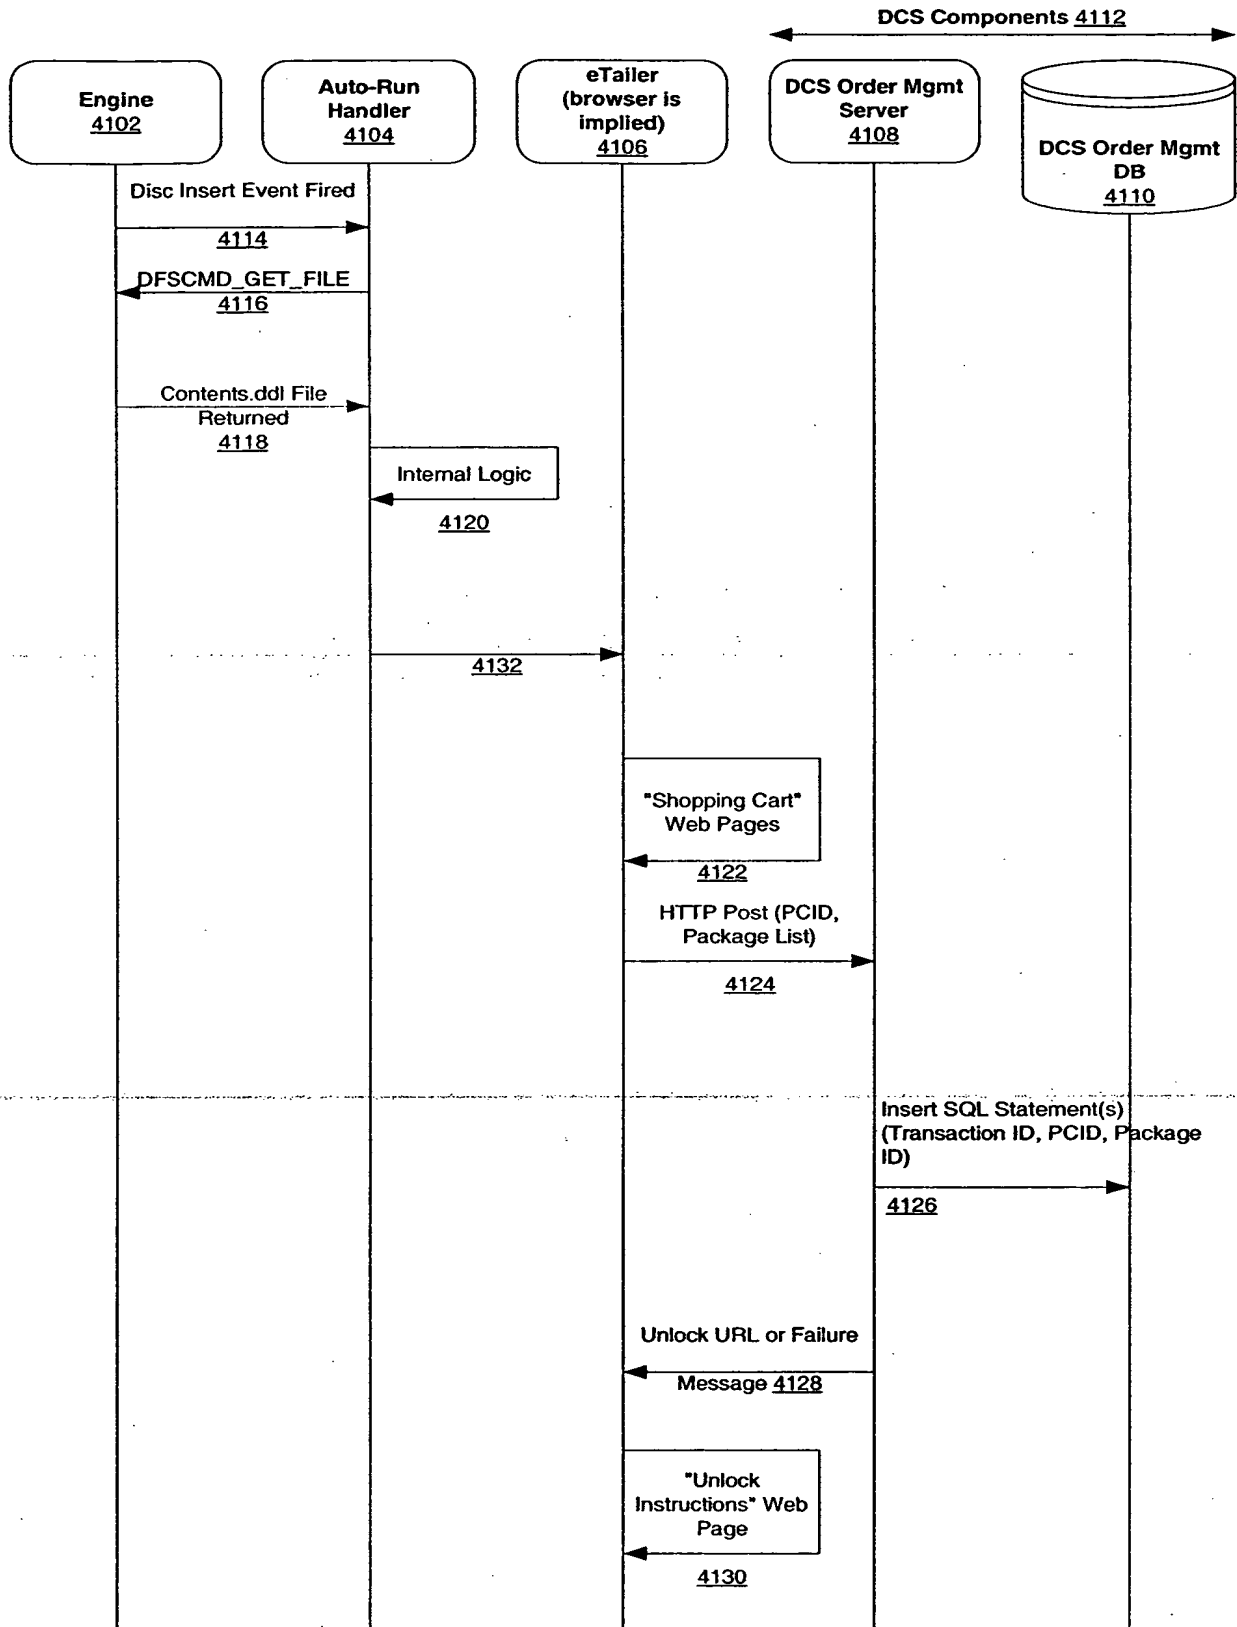 DCS Components 4112
Engine
4102
Auto-Run
Handler
4104
eTailer
(browser is
implied)
4106
DCS Order Mgmt
Server
4108
DCS Order Mgmt
DB
4110
Disc Insert Event Fired
4114
DFSCMD_GET_FILE
4116
Contents.ddl File
Returned
4118
Internal Logic
4120
4132
"Shopping Cart"
Web Pages
4122
HTTP Post (PCID,
Package List)
4124
Insert SQL Statement(s)
(Transaction ID, PCID, Package
ID)
4126
Unlock URL or Failure
Message 4128
"Unlock
Instructions" Web
Page
4130